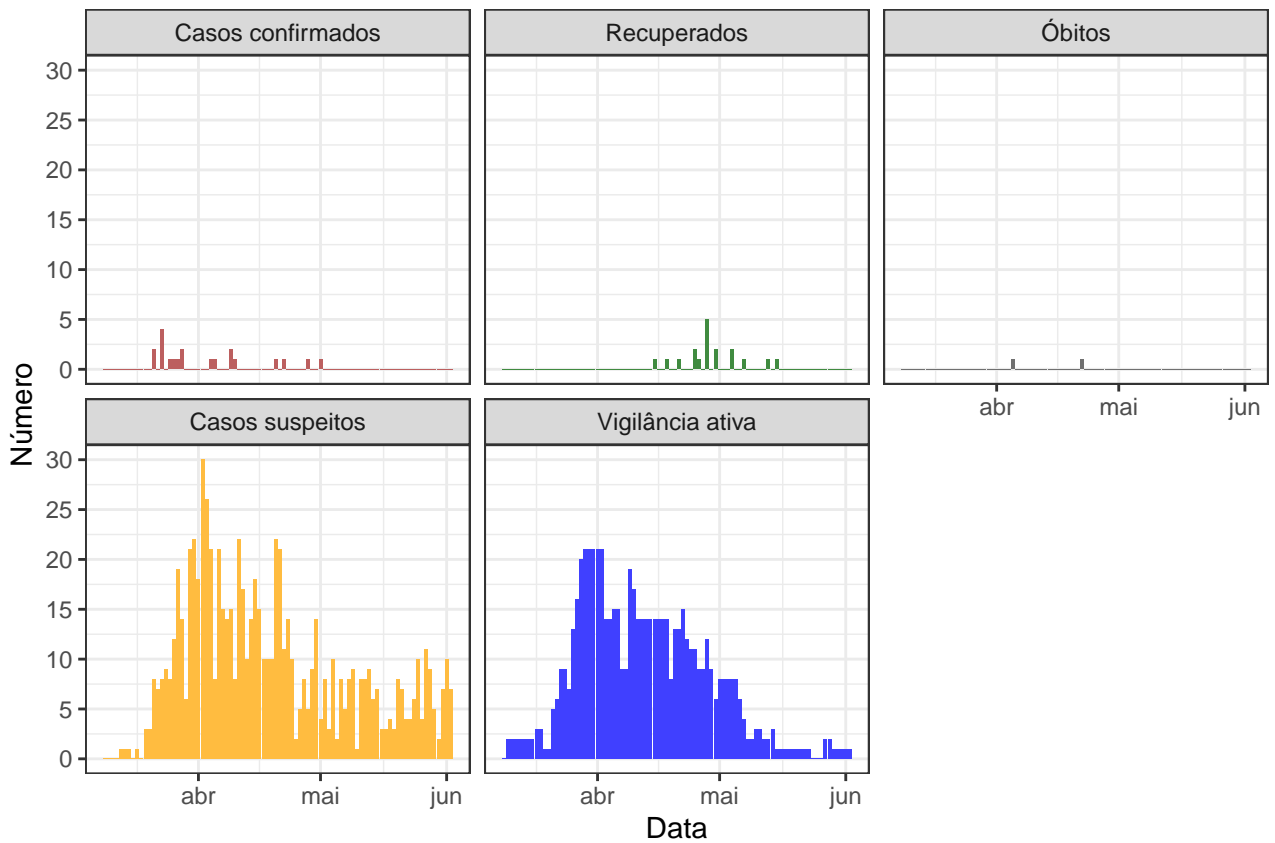 Casos confirmados
Recuperados
Óbitos
30
25
20
15
10
5
0
abr mai jun
Casos suspeitos
Vigilância ativa
30
25
20
15
10
5
0
abr mai jun
abr mai jun
Número
Data